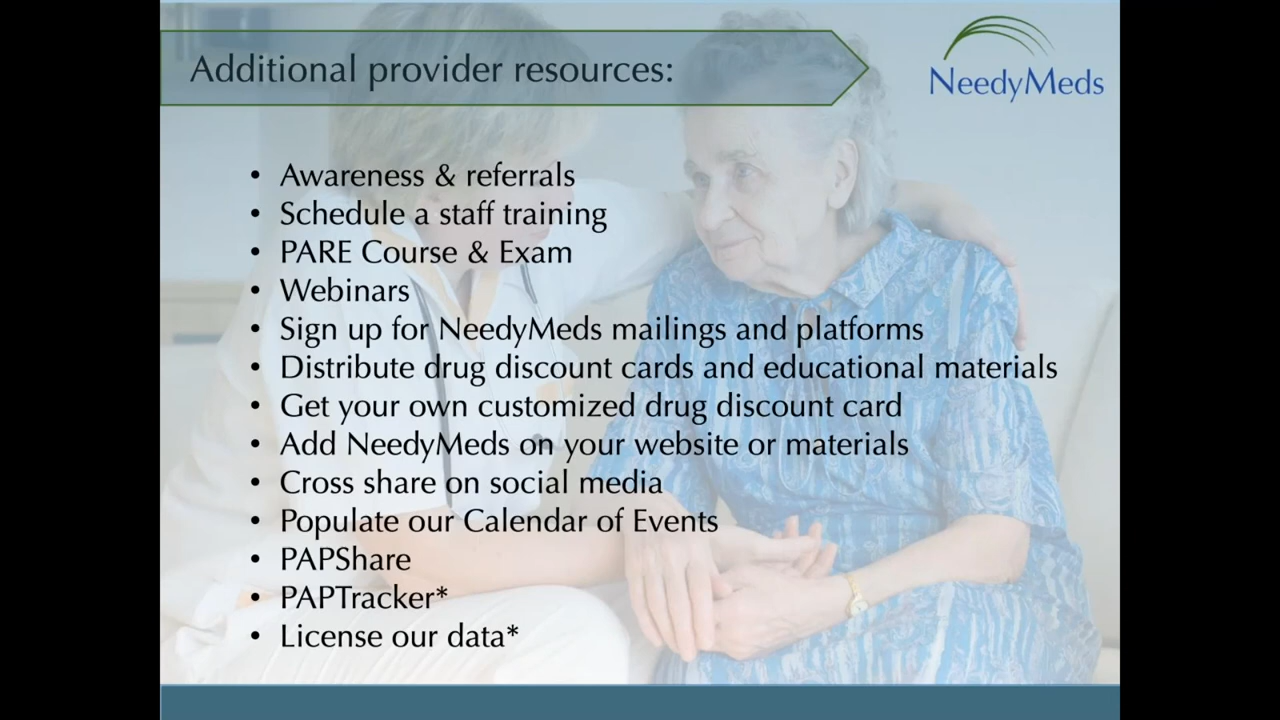 Additional provider resources:
NeedyMeds
• Awareness & referrals
• Schedule a staff training
• PARE Course & Exam
• Webinars
• Sign up for NeedyMeds mailings and platforms
• Distribute drug discount cards and educational materials
• Get your own customized drug discount card
• Add NeedyMeds on your website or materials
• Cross share on social media
• Populate our Calendar of Events
• PAPShare
• PAPTracker*
• License our data*